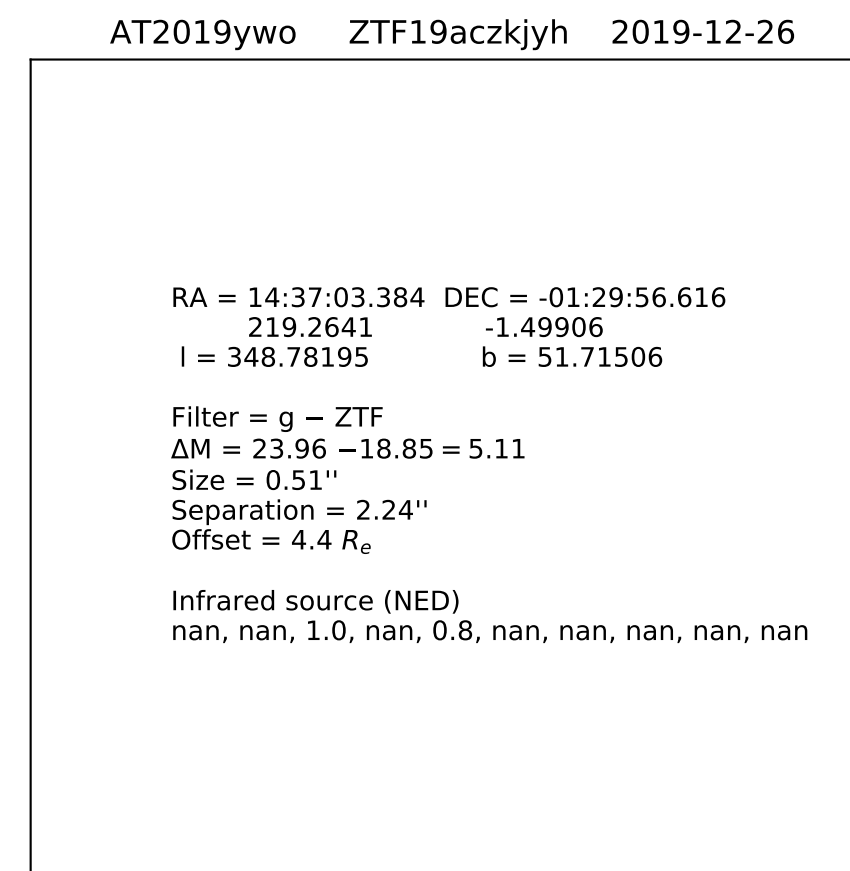 AT2019ywo ZTF19aczkjyh 2019-12-26
RA = 14:37:03.384 DEC = -01:29:56.616
219.2641 -1.49906
l = 348.78195 b = 51.71506
Filter = g − ZTF
ΔM = 23.96 −18.85 = 5.11
Size = 0.51''
Separation = 2.24''
Offset = 4.4 Rₑ
Infrared source (NED)
nan, nan, 1.0, nan, 0.8, nan, nan, nan, nan, nan